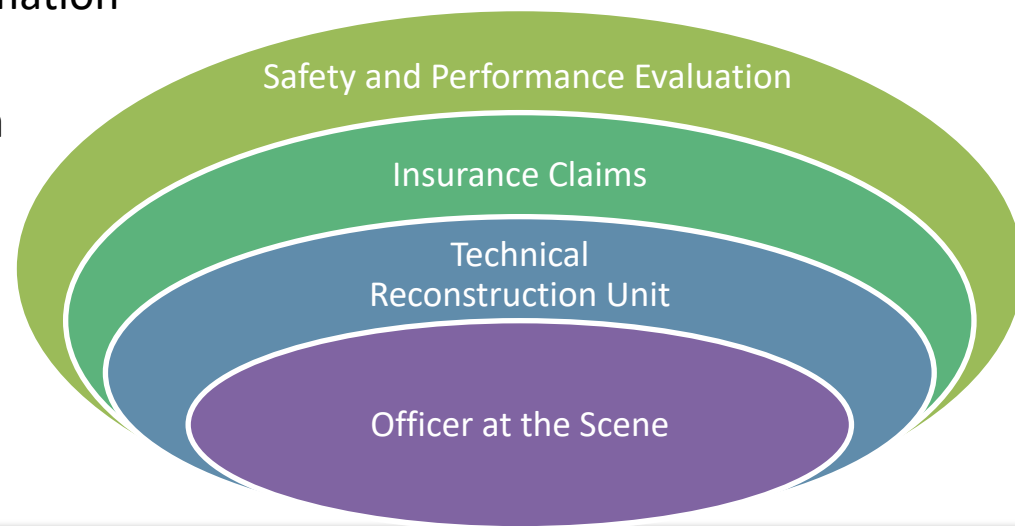 Safety and Performance Evaluation
Insurance Claims
Technical
Reconstruction Unit
Officer at the Scene